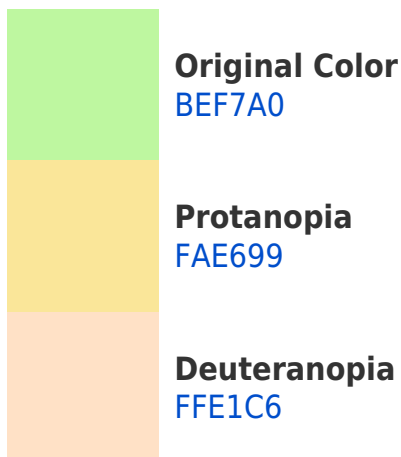 Original Color
BEF7A0
Protanopia
FAE699
Deuteranopia
FFE1C6